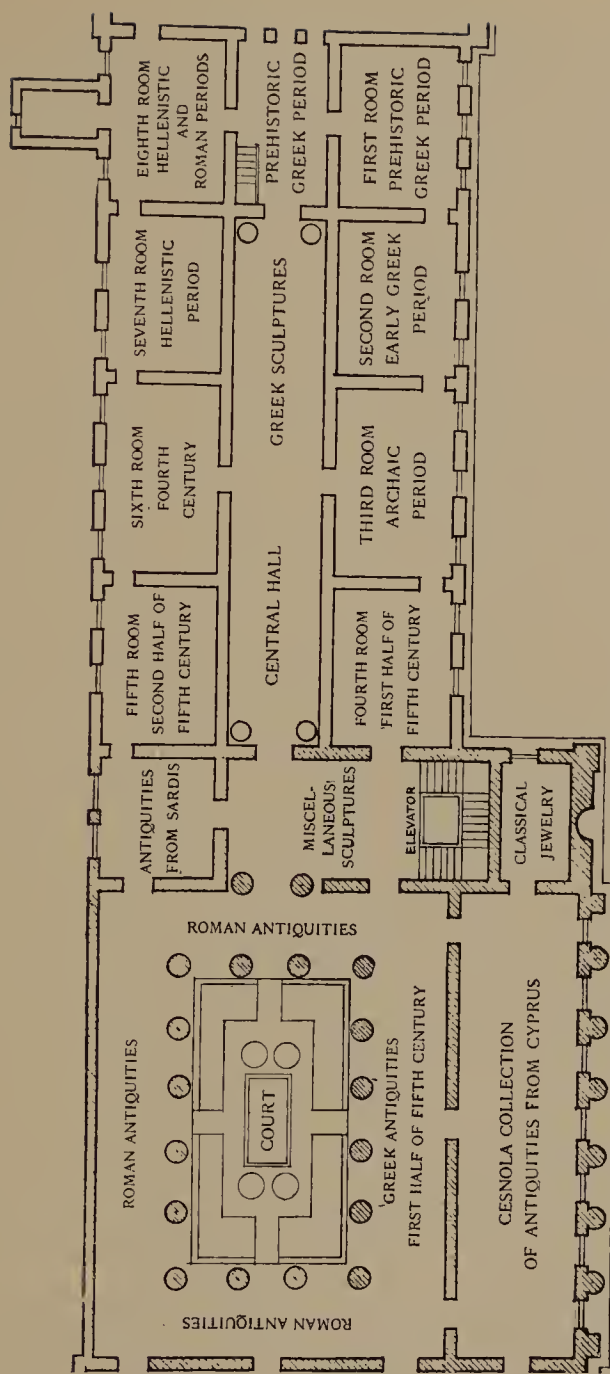 EIGHTH ROOM
HELLENISTIC
AND
ROMAN PERIODS
PREHISTORIC
GREEK PERIOD
FIRST ROOM
PREHISTORIC
GREEK PERIOD
SEVENTH ROOM
HELLENISTIC
PERIOD
GREEK SCULPTURES
SECOND ROOM
EARLY GREEK
PERIOD
SIXTH ROOM
FOURTH
CENTURY
THIRD ROOM
ARCHAIC
PERIOD
FIFTH ROOM
SECOND HALF OF
FIFTH CENTURY
CENTRAL HALL
FOURTH ROOM
FIRST HALF OF
FIFTH CENTURY
ANTIQUITIES
FROM SARDIS
MISCEL-
LANEOUS
SCULPTURES
ELEVATOR
CLASSICAL
JEWELRY
ROMAN ANTIQUITIES
ROMAN ANTIQUITIES
COURT
GREEK ANTIQUITIES
FIRST HALF OF FIFTH CENTURY
CESNOLA COLLECTION
OF ANTIQUITIES FROM CYPRUS
ROMAN ANTIQUITIES